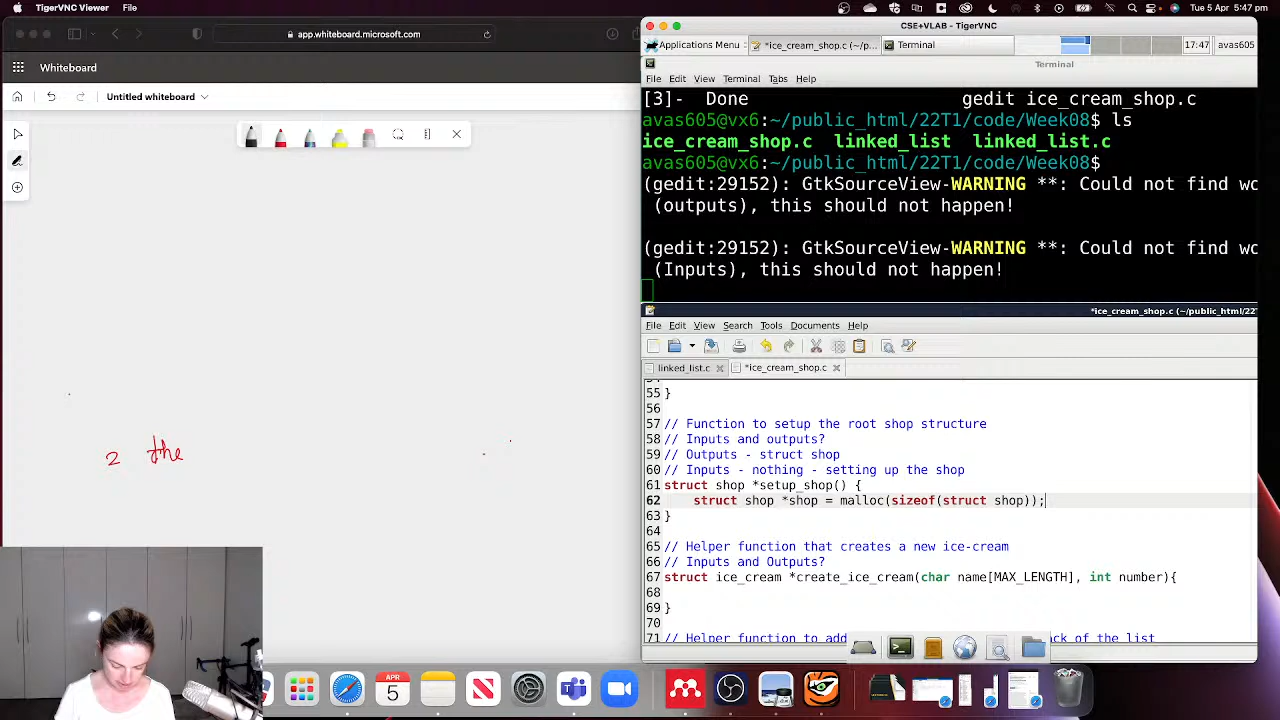 TigerVNC Viewer File
Tue 5 Apr 5:47 pm
app.whiteboard.microsoft.com
Whiteboard
Untitled whiteboard
2 the
CSE+VLAB - TigerVNC
Applications Menu
*ice_cream_shop.c (~/p...
Terminal
17:47
avas605
Terminal
File Edit View Terminal Tabs Help
[3]- Done gedit ice_cream_shop.c
avas605@vx6:~/public_html/22T1/code/Week08$ ls
ice_cream_shop.c linked_list linked_list.c
avas605@vx6:~/public_html/22T1/code/Week08$
(gedit:29152): GtkSourceView-WARNING **: Could not find wo
(outputs), this should not happen!
(gedit:29152): GtkSourceView-WARNING **: Could not find wo
(Inputs), this should not happen!
*ice_cream_shop.c (~/public_html/22T
File Edit View Search Tools Documents Help
linked_list.c
*ice_cream_shop.c
55 }
56
57 // Function to setup the root shop structure
58 // Inputs and outputs?
59 // Outputs - struct shop
60 // Inputs - nothing - setting up the shop
61 struct shop *setup_shop() {
62 struct shop *shop = malloc(sizeof(struct shop));
63 }
64
65 // Helper function that creates a new ice-cream
66 // Inputs and Outputs?
67 struct ice_cream *create_ice_cream(char name[MAX_LENGTH], int number){
68
69 }
70
71 // Helper function to add ack of the list
APR
5